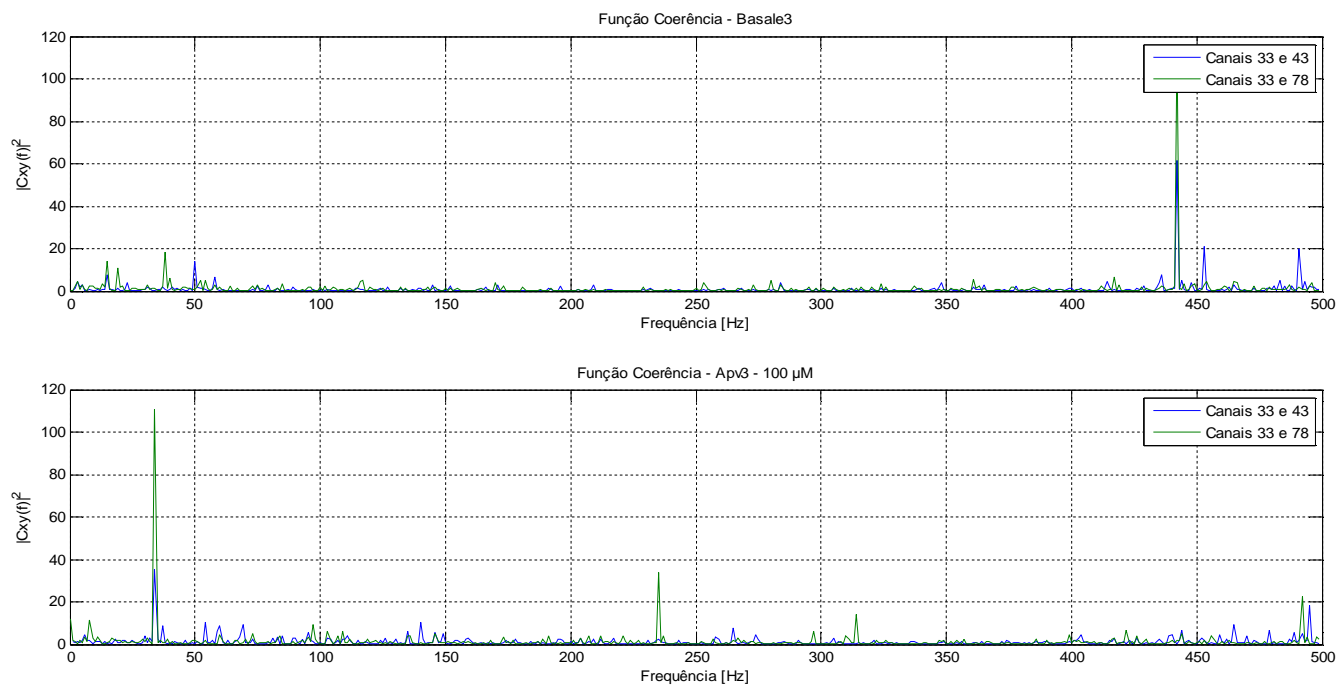 Função Coerência - Basale3
Canais 33 e 43
Canais 33 e 78
|Cxy(f)|²
120
100
80
60
40
20
0
0 50 100 150 200 250 300 350 400 450 500
Frequência [Hz]
Função Coerência - Apv3 - 100 µM
Canais 33 e 43
Canais 33 e 78
|Cxy(f)|²
120
100
80
60
40
20
0
0 50 100 150 200 250 300 350 400 450 500
Frequência [Hz]